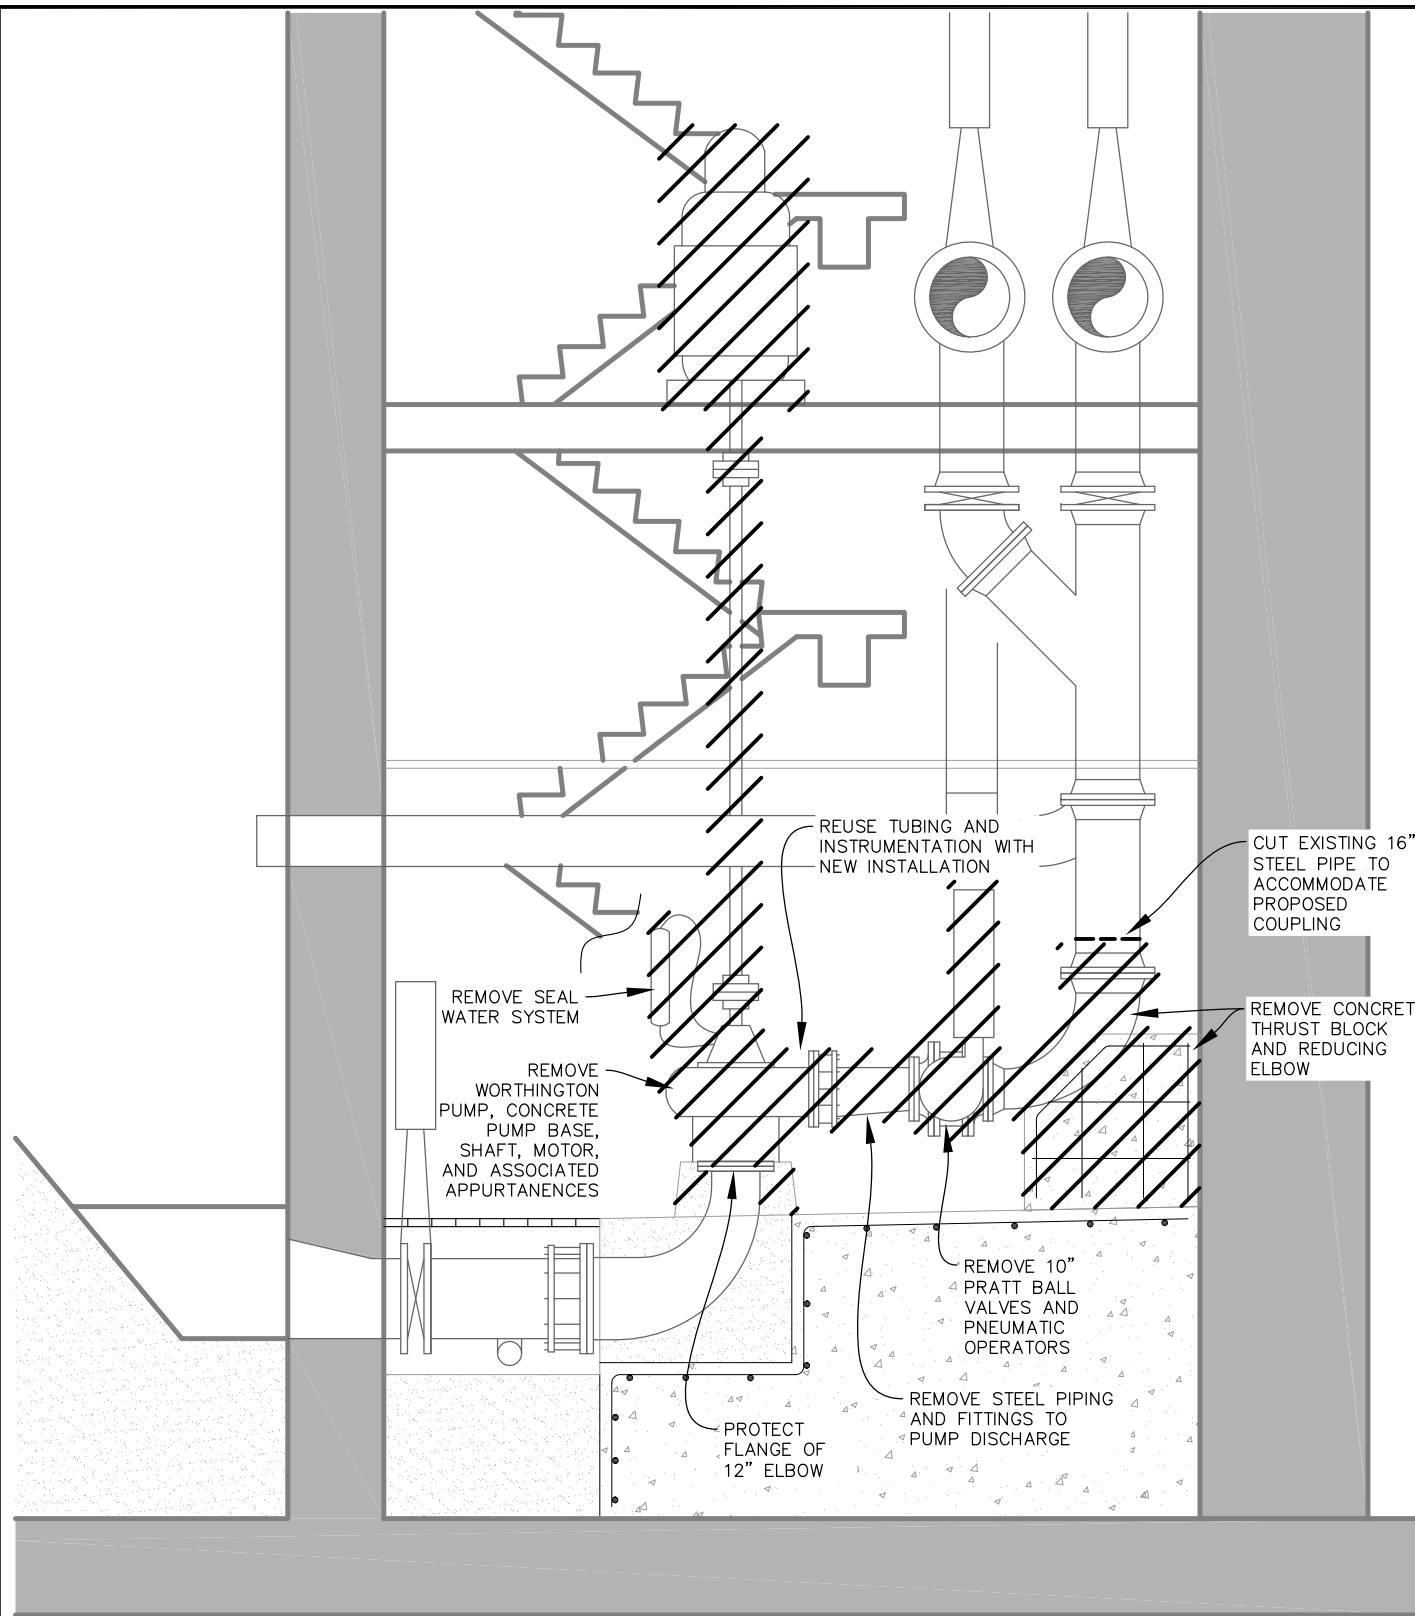 REUSE TUBING AND
INSTRUMENTATION WITH
NEW INSTALLATION
CUT EXISTING 16"
STEEL PIPE TO
ACCOMMODATE
PROPOSED
COUPLING
REMOVE SEAL
WATER SYSTEM
REMOVE CONCRET
THRUST BLOCK
AND REDUCING
ELBOW
REMOVE
WORTHINGTON
PUMP, CONCRETE
PUMP BASE,
SHAFT, MOTOR,
AND ASSOCIATED
APPURTANENCES
REMOVE 10"
PRATT BALL
VALVES AND
PNEUMATIC
OPERATORS
REMOVE STEEL PIPING
AND FITTINGS TO
PUMP DISCHARGE
PROTECT
FLANGE OF
12" ELBOW